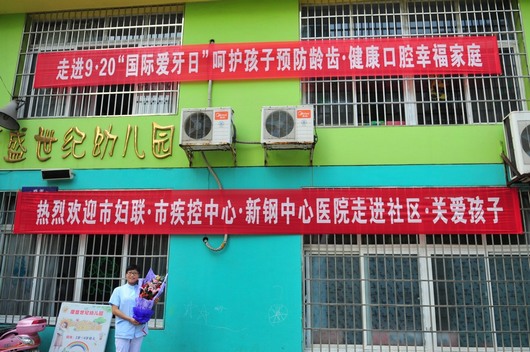 走进9·20“国际爱牙日”呵护孩子预防龄齿·健康口腔幸福家庭
盛世纪幼儿园
热烈欢迎市妇联·市疾控中心·新钢中心医院走进社区·关爱孩子